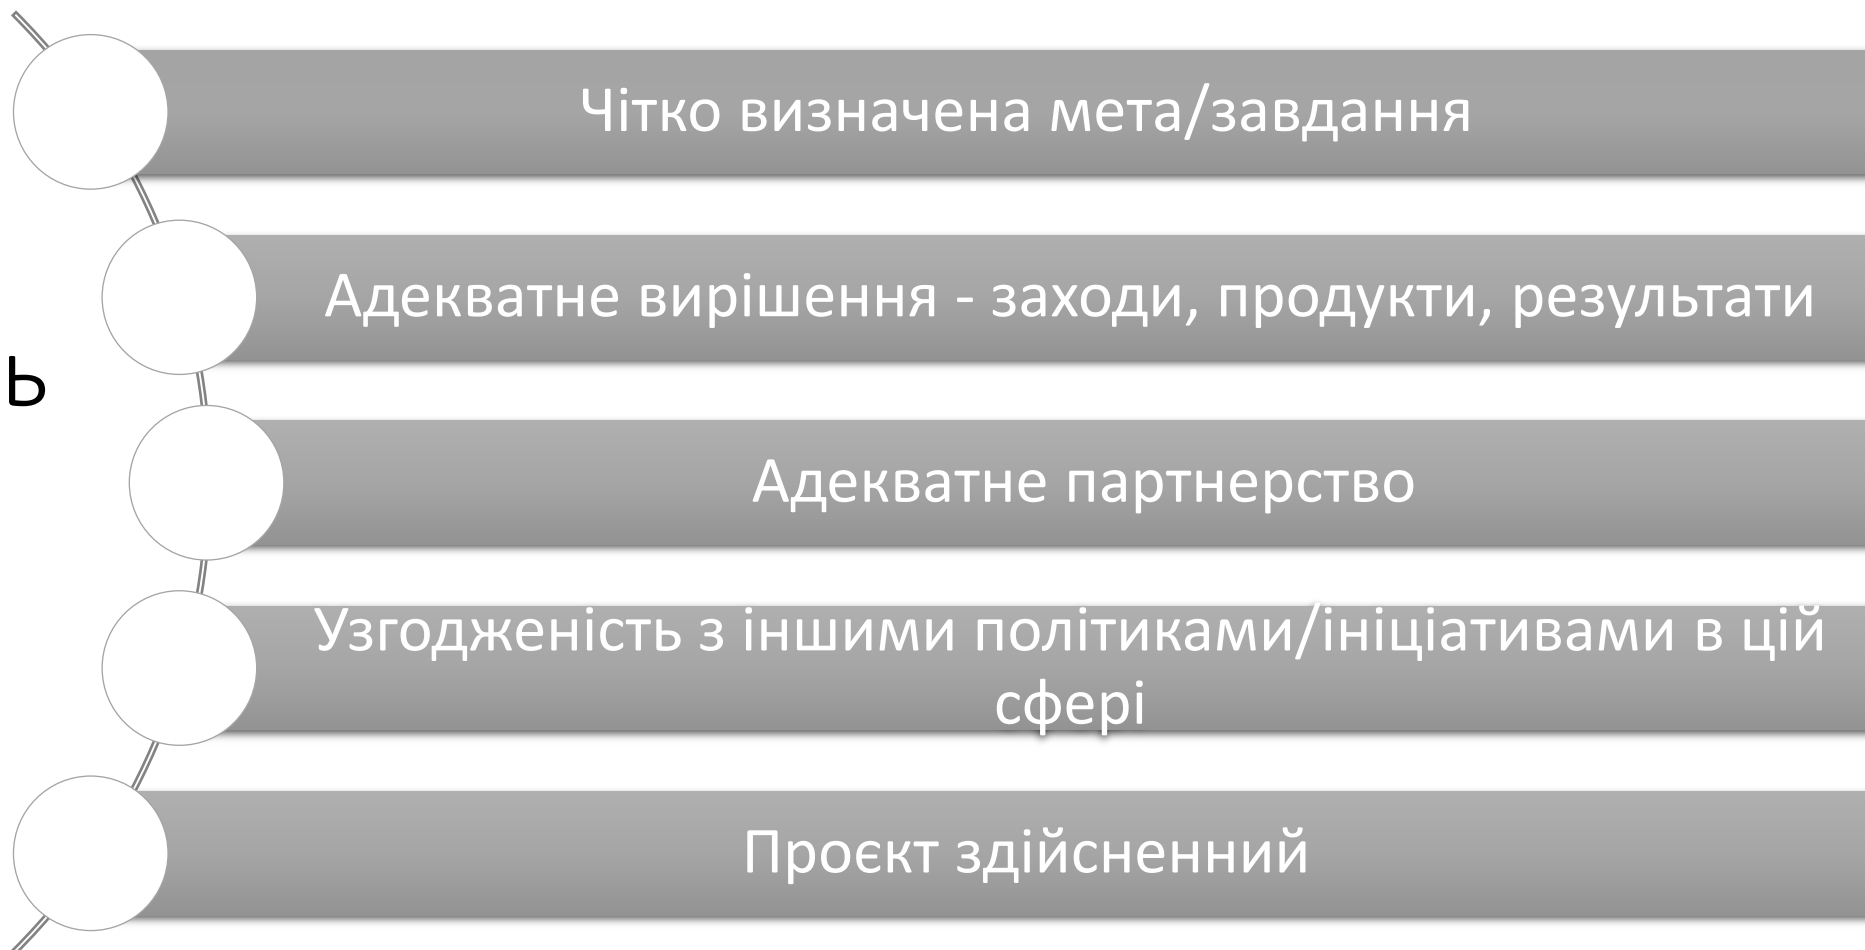 Чітко визначена мета/завдання
Адекватне вирішення - заходи, продукти, результати
ь
Адекватне партнерство
Узгодженість з іншими політиками/ініціативами в цій
сфері
Проєкт здійсненний